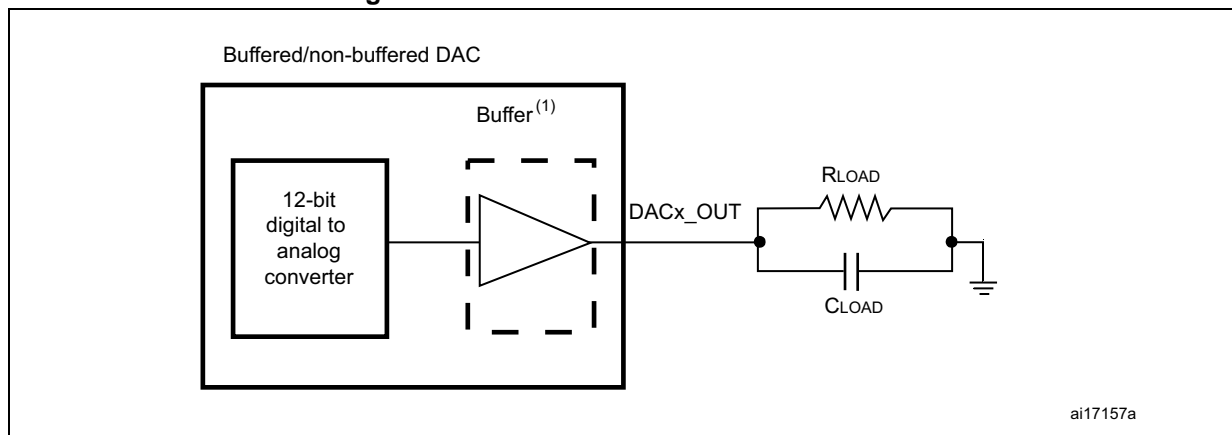 Buffered/non-buffered DAC
Buffer(1)
12-bit
digital to
analog
converter
DACx_OUT
RLOAD
CLOAD
ai17157a